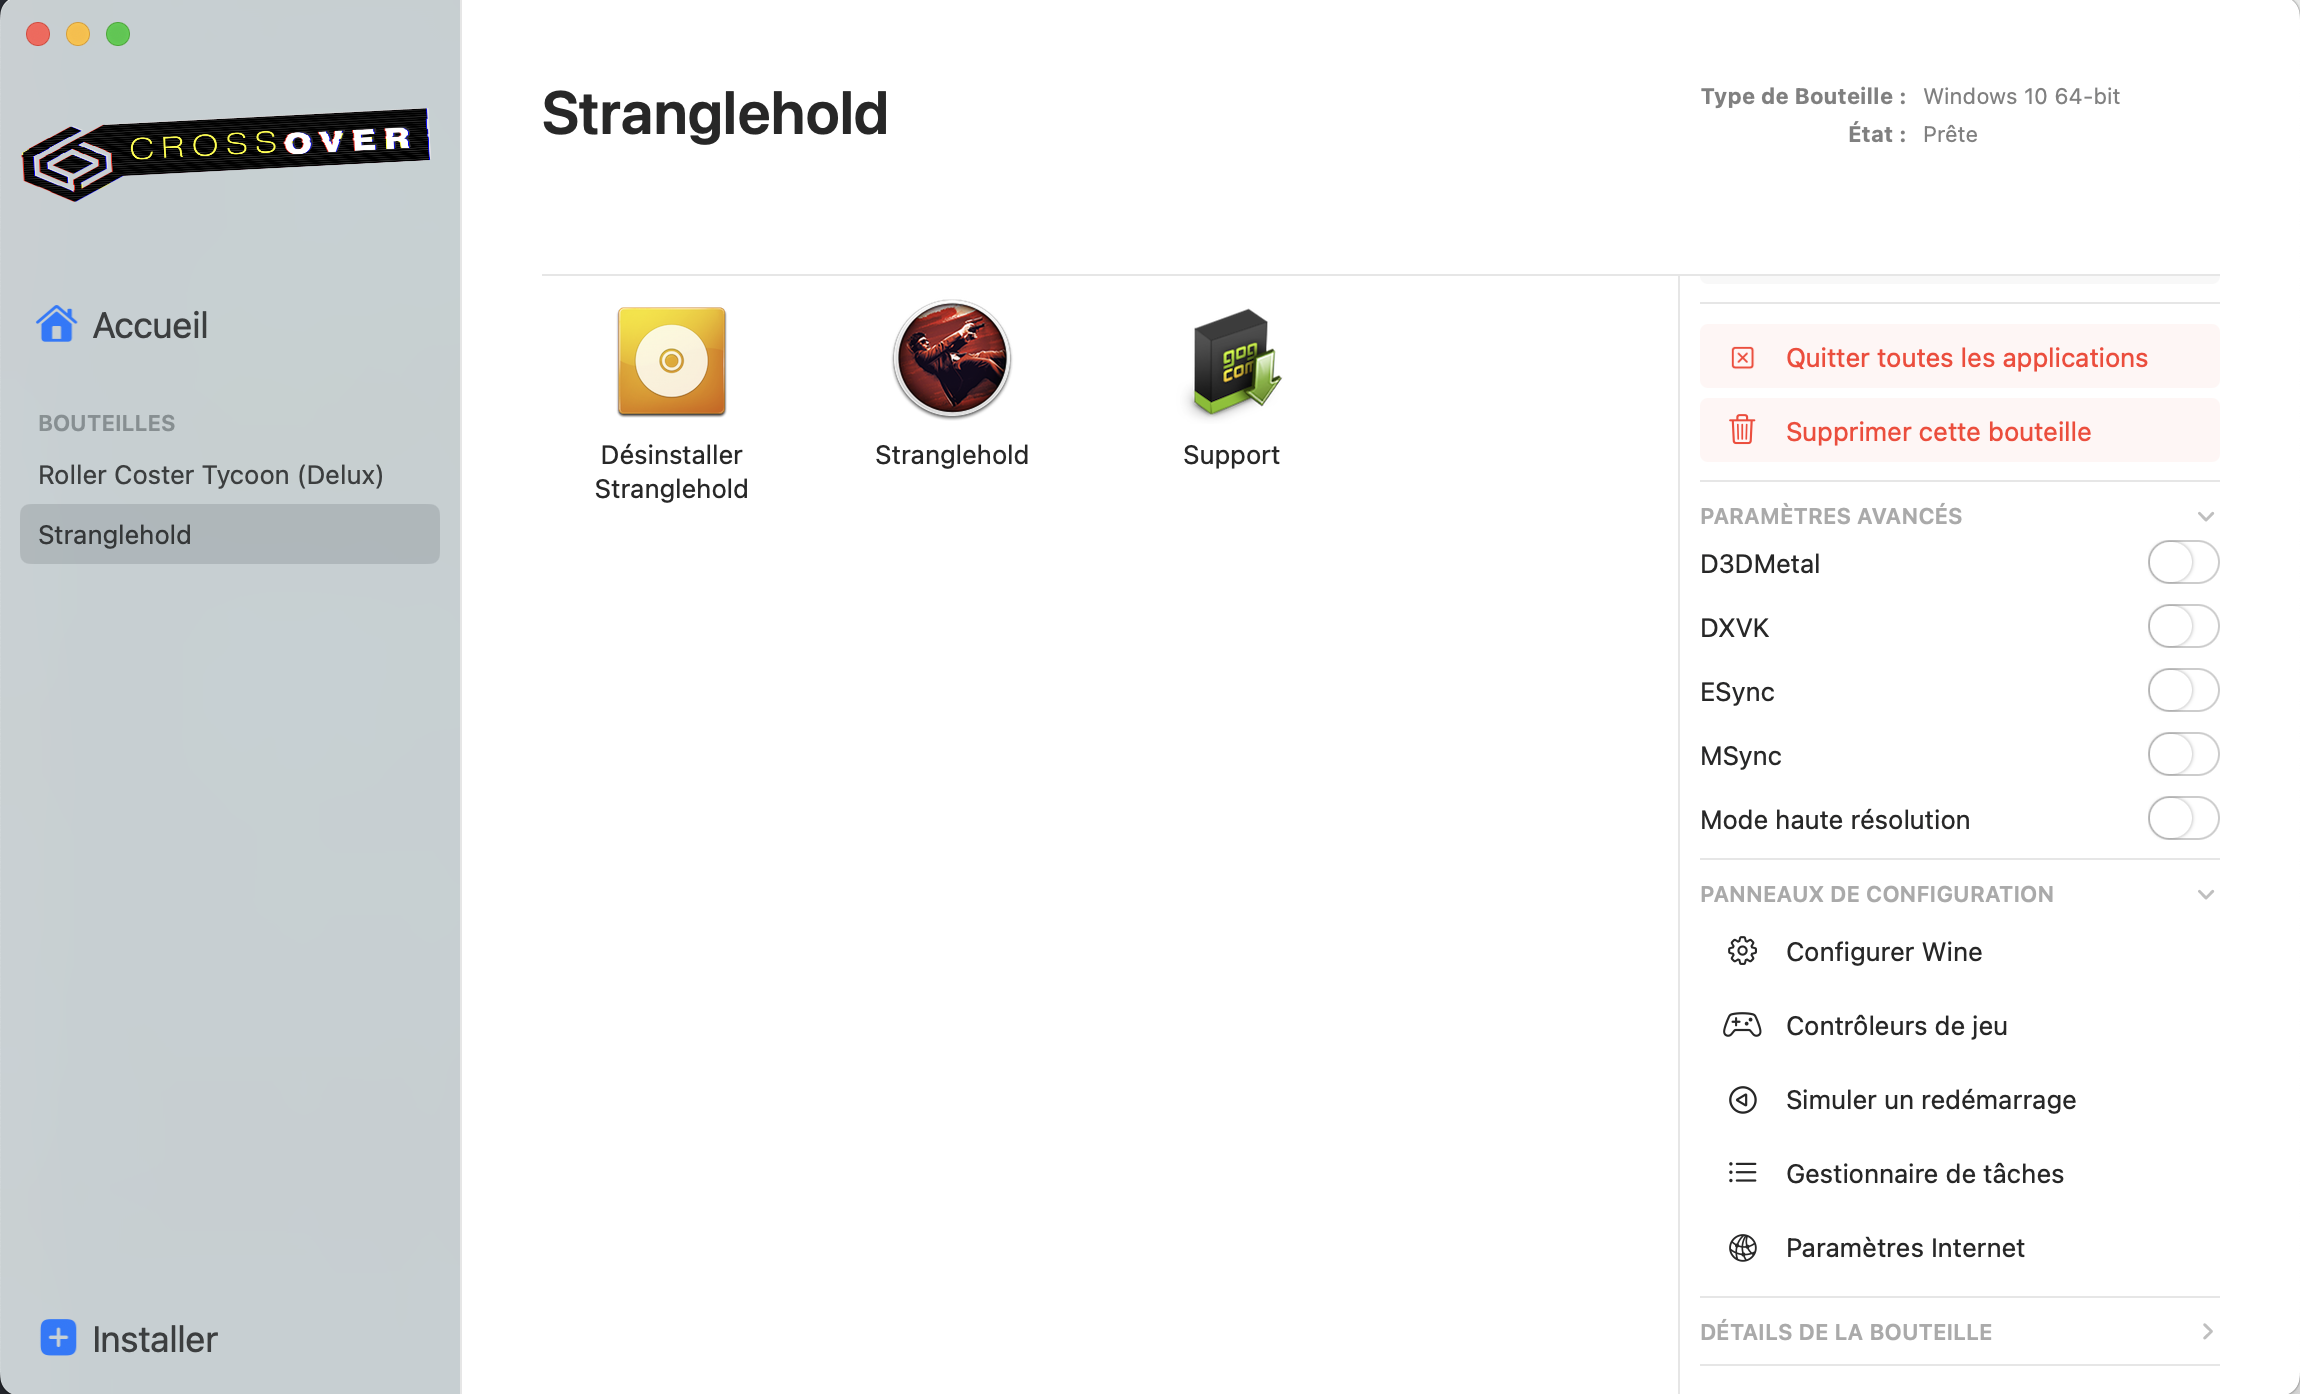 CROSSOVER
Accueil
BOUTEILLES
Roller Coster Tycoon (Delux)
Stranglehold
Installer
Stranglehold
Type de Bouteille : Windows 10 64-bit
État : Prête
Désinstaller
Stranglehold
Stranglehold
gog
com
Support
Quitter toutes les applications
Supprimer cette bouteille
PARAMÈTRES AVANCÉS
D3DMetal
DXVK
ESync
MSync
Mode haute résolution
PANNEAUX DE CONFIGURATION
Configurer Wine
Contrôleurs de jeu
Simuler un redémarrage
Gestionnaire de tâches
Paramètres Internet
DÉTAILS DE LA BOUTEILLE